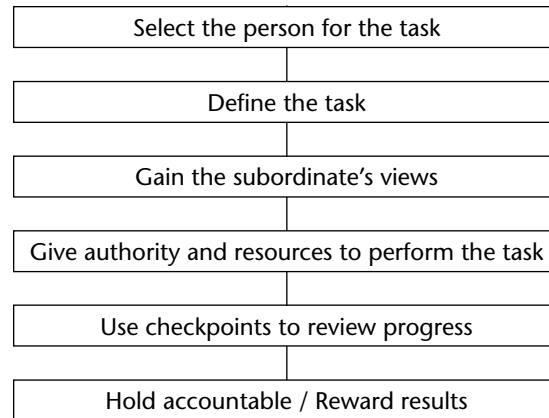 Select the person for the task
Define the task
Gain the subordinate’s views
Give authority and resources to perform the task
Use checkpoints to review progress
Hold accountable / Reward results